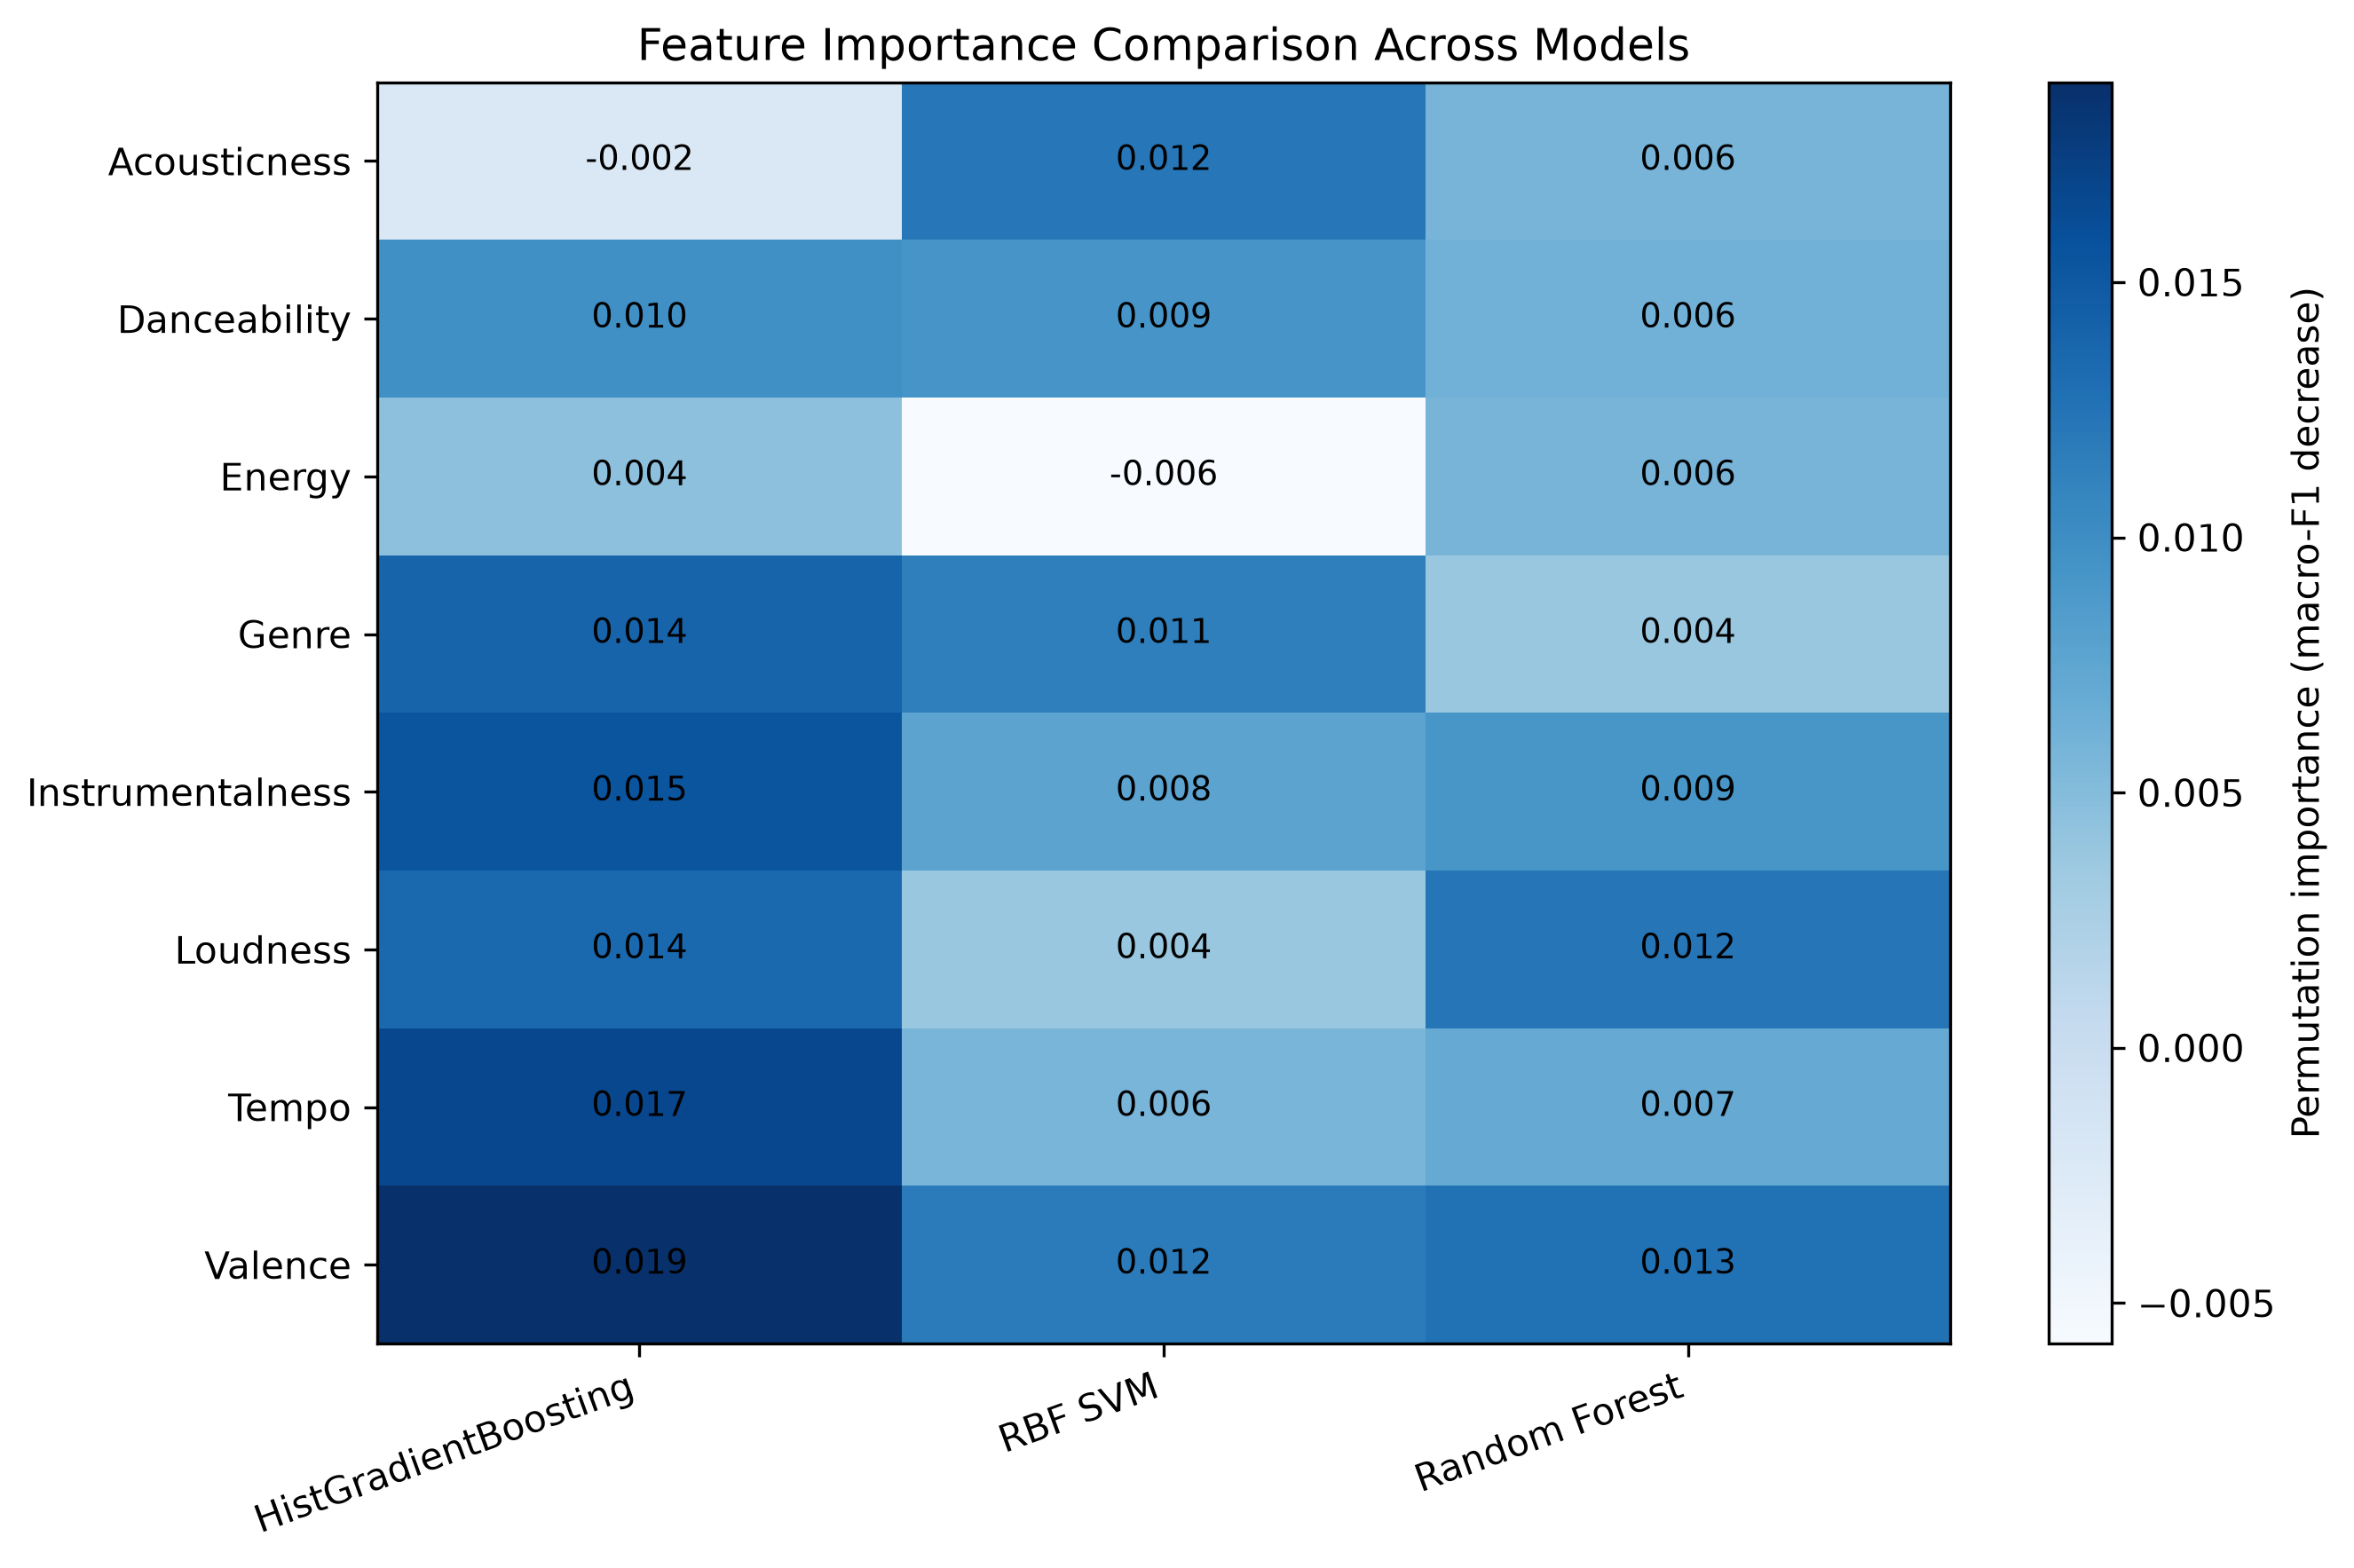 Feature Importance Comparison Across Models
Acousticness -0.002 0.012 0.006
Danceability 0.010 0.009 0.006
Energy 0.004 -0.006 0.006
Genre 0.014 0.011 0.004
Instrumentalness 0.015 0.008 0.009
Loudness 0.014 0.004 0.012
Tempo 0.017 0.006 0.007
Valence 0.019 0.012 0.013
HistGradientBoosting RBF SVM Random Forest
0.015
0.010
0.005
0.000
−0.005
Permutation importance (macro-F1 decrease)